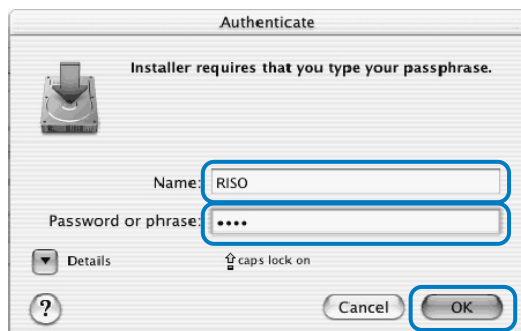 Authenticate
Installer requires that you type your passphrase.
Name: RISO
Password or phrase: ••••
Details
caps lock on
?
Cancel
OK